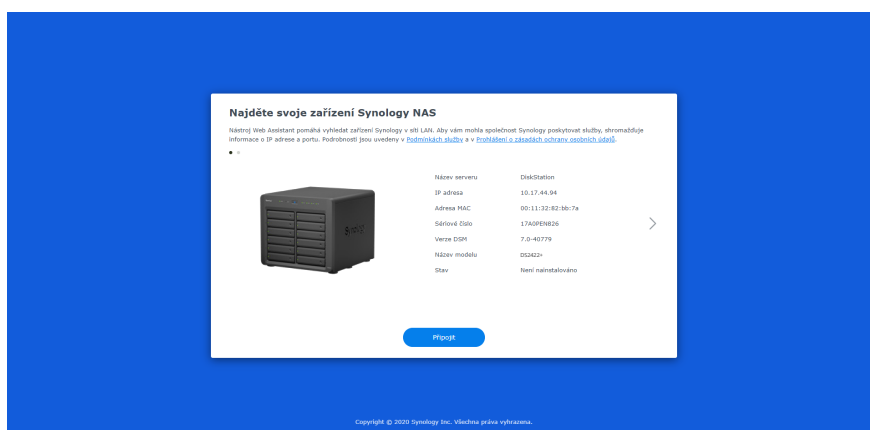 Najděte svoje zařízení Synology NAS
Nástroj Web Assistant pomáhá vyhledat zařízení Synology v síti LAN. Aby vám mohla společnost Synology poskytovat služby, shromažďuje
informace o IP adrese a portu. Podrobnosti jsou uvedeny v Podmínkách služby a v Prohlášení o zásadách ochrany osobních údajů.
Název serveru DiskStation
IP adresa 10.17.44.94
Adresa MAC 00:11:32:82:bb:7a
Sériové číslo 17A0PEN826
Verze DSM 7.0-40779
Název modelu DS2422+
Stav Není nainstalováno
Synology
Připojit
Copyright © 2020 Synology Inc. Všechna práva vyhrazena.